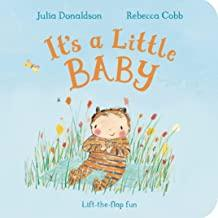 Julia Donaldson Rebecca Cobb
It's a Little
BABY
Lift-the-flap fun